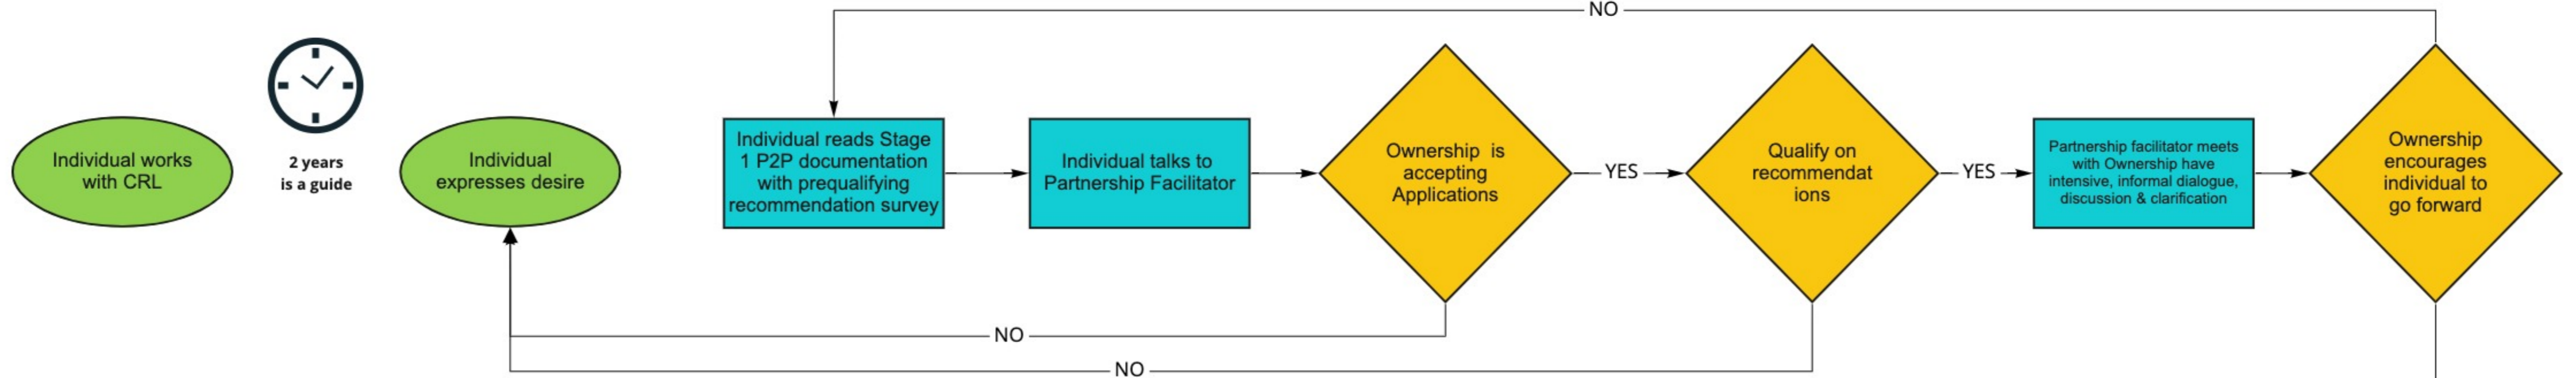 NO
Individual works
with CRL
2 years
is a guide
Individual
expresses desire
Individual reads Stage
1 P2P documentation
with prequalifying
recommendation survey
Individual talks to
Partnership Facilitator
Ownership is
accepting
Applications
YES
Qualify on
recommendat
ions
YES
Partnership facilitator meets
with Ownership have
intensive, informal dialogue,
discussion & clarification
Ownership
encourages
individual to
go forward
NO
NO